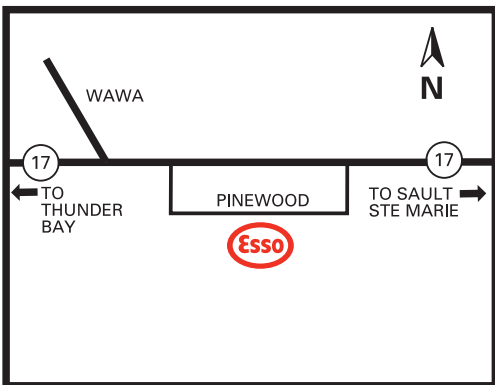 WAWA
N
17
17
TO
THUNDER
BAY
PINEWOOD
TO SAULT
STE MARIE
Esso